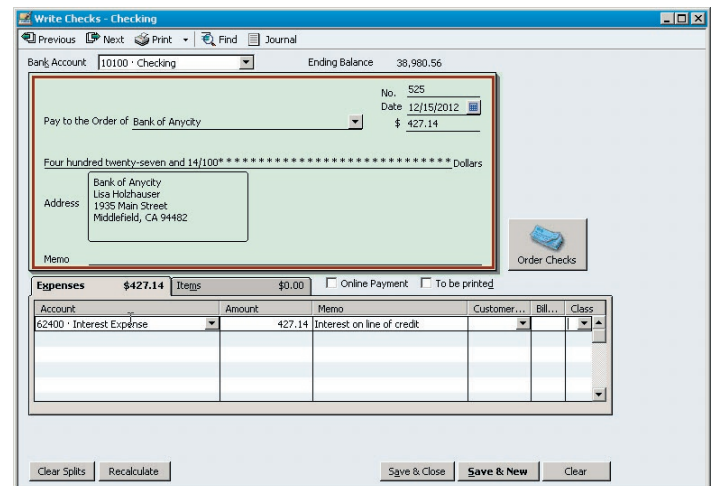 Write Checks - Checking
Previous Next Print Find Journal
Bank Account 10100 · Checking Ending Balance 38,980.56
No. 525
Date 12/15/2012
Pay to the Order of Bank of Anycity $ 427.14
Four hundred twenty-seven and 14/100* * * * * * * * * * * * * * * * * * * * * * * * * * * * * * Dollars
Bank of Anycity
Lisa Holzhauser
Address 1935 Main Street
Middlefield, CA 94482
Memo
Order Checks
Expenses $427.14 Items $0.00 Online Payment To be printed
Account Amount Memo Customer... Bill... Class
62400 · Interest Expense 427.14 Interest on line of credit
Clear Splits Recalculate Save & Close Save & New Clear